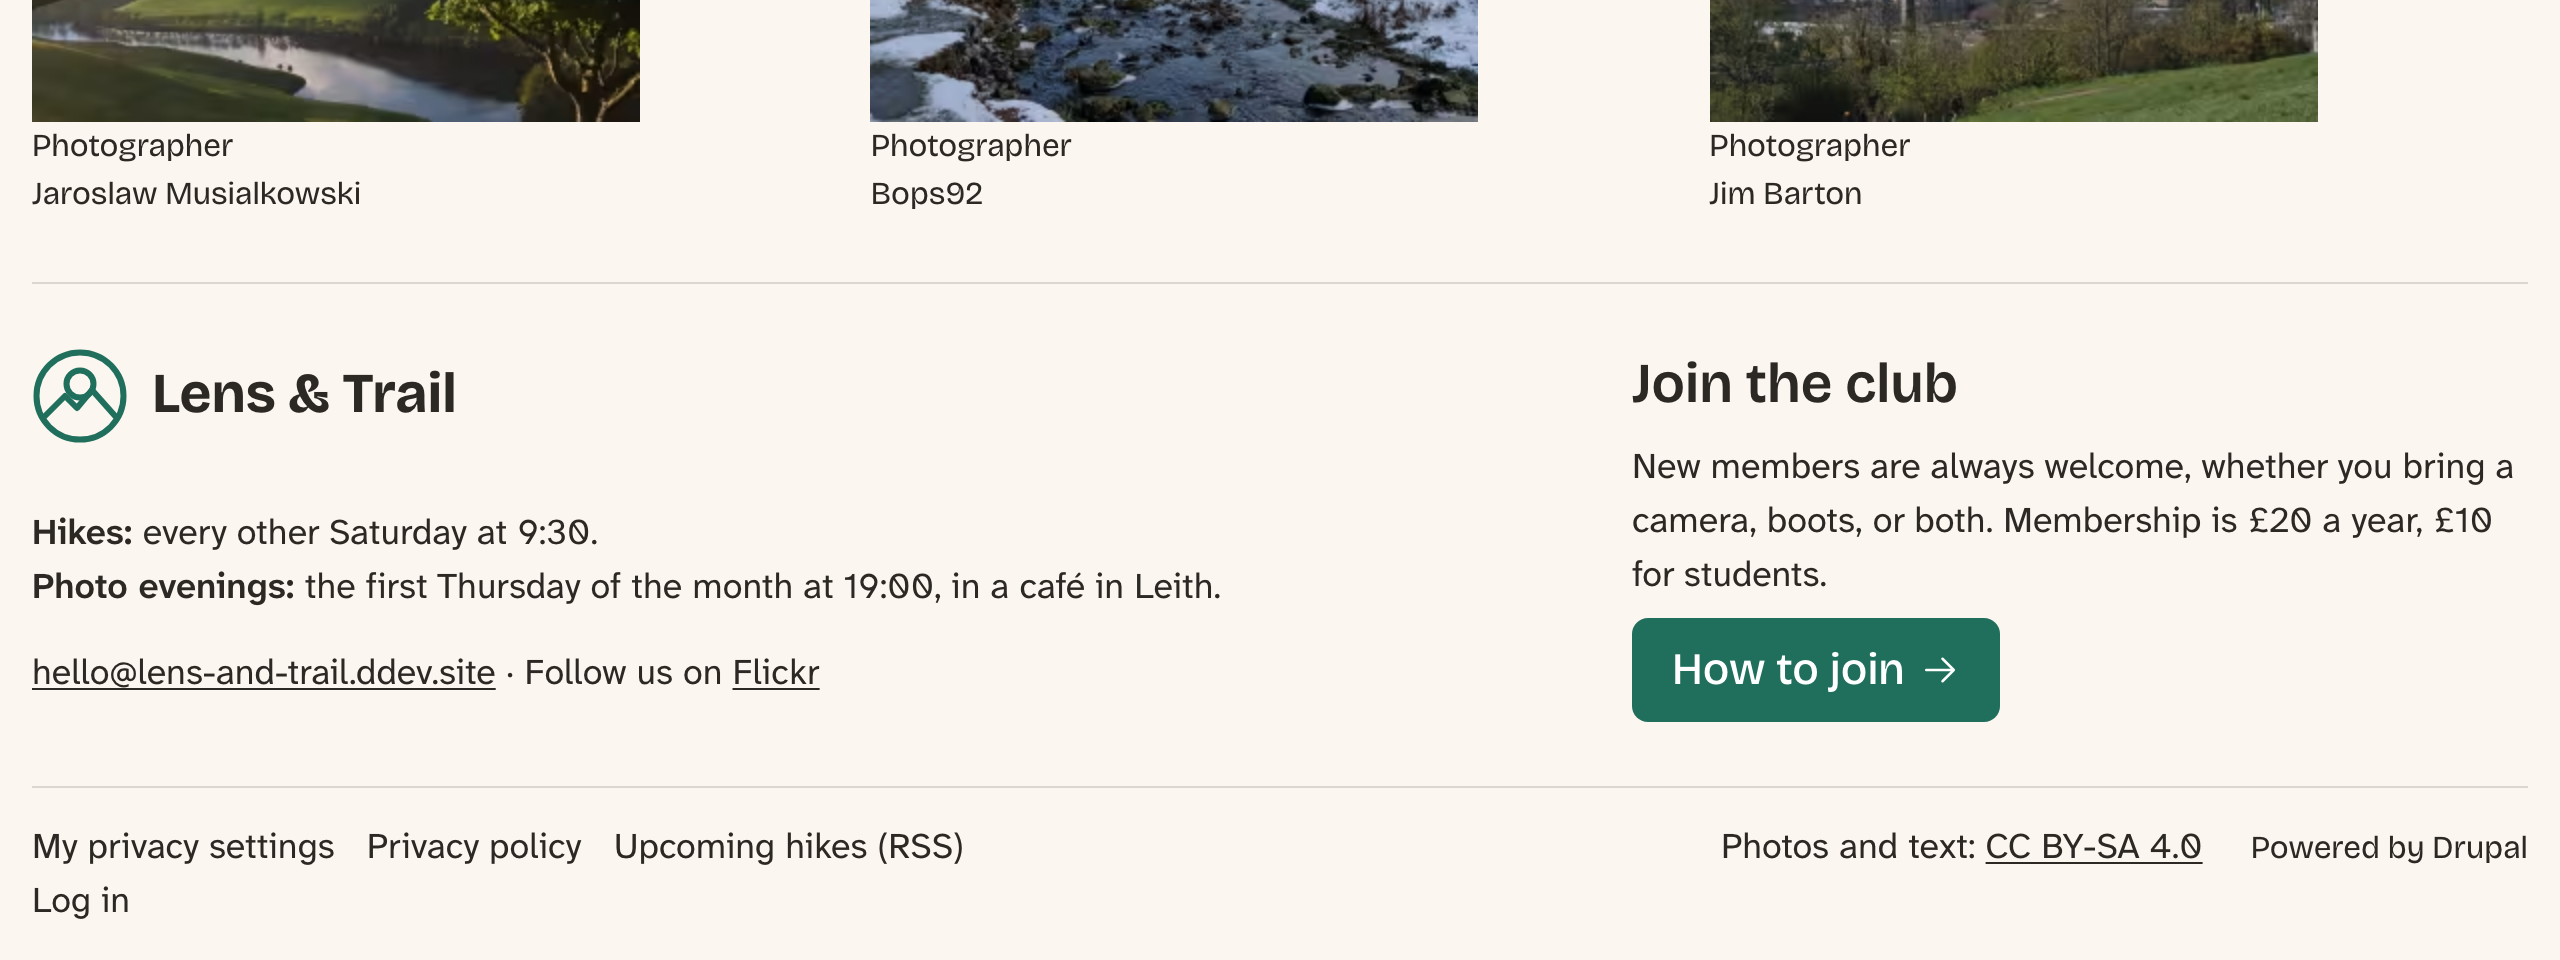 Photographer
Jaroslaw Musialkowski
Photographer
Bops92
Photographer
Jim Barton
Lens & Trail
Hikes: every other Saturday at 9:30.
Photo evenings: the first Thursday of the month at 19:00, in a café in Leith.
hello@lens-and-trail.ddev.site · Follow us on Flickr
Join the club
New members are always welcome, whether you bring a
camera, boots, or both. Membership is £20 a year, £10
for students.
How to join →
My privacy settings Privacy policy Upcoming hikes (RSS)
Log in
Photos and text: CC BY-SA 4.0 Powered by Drupal